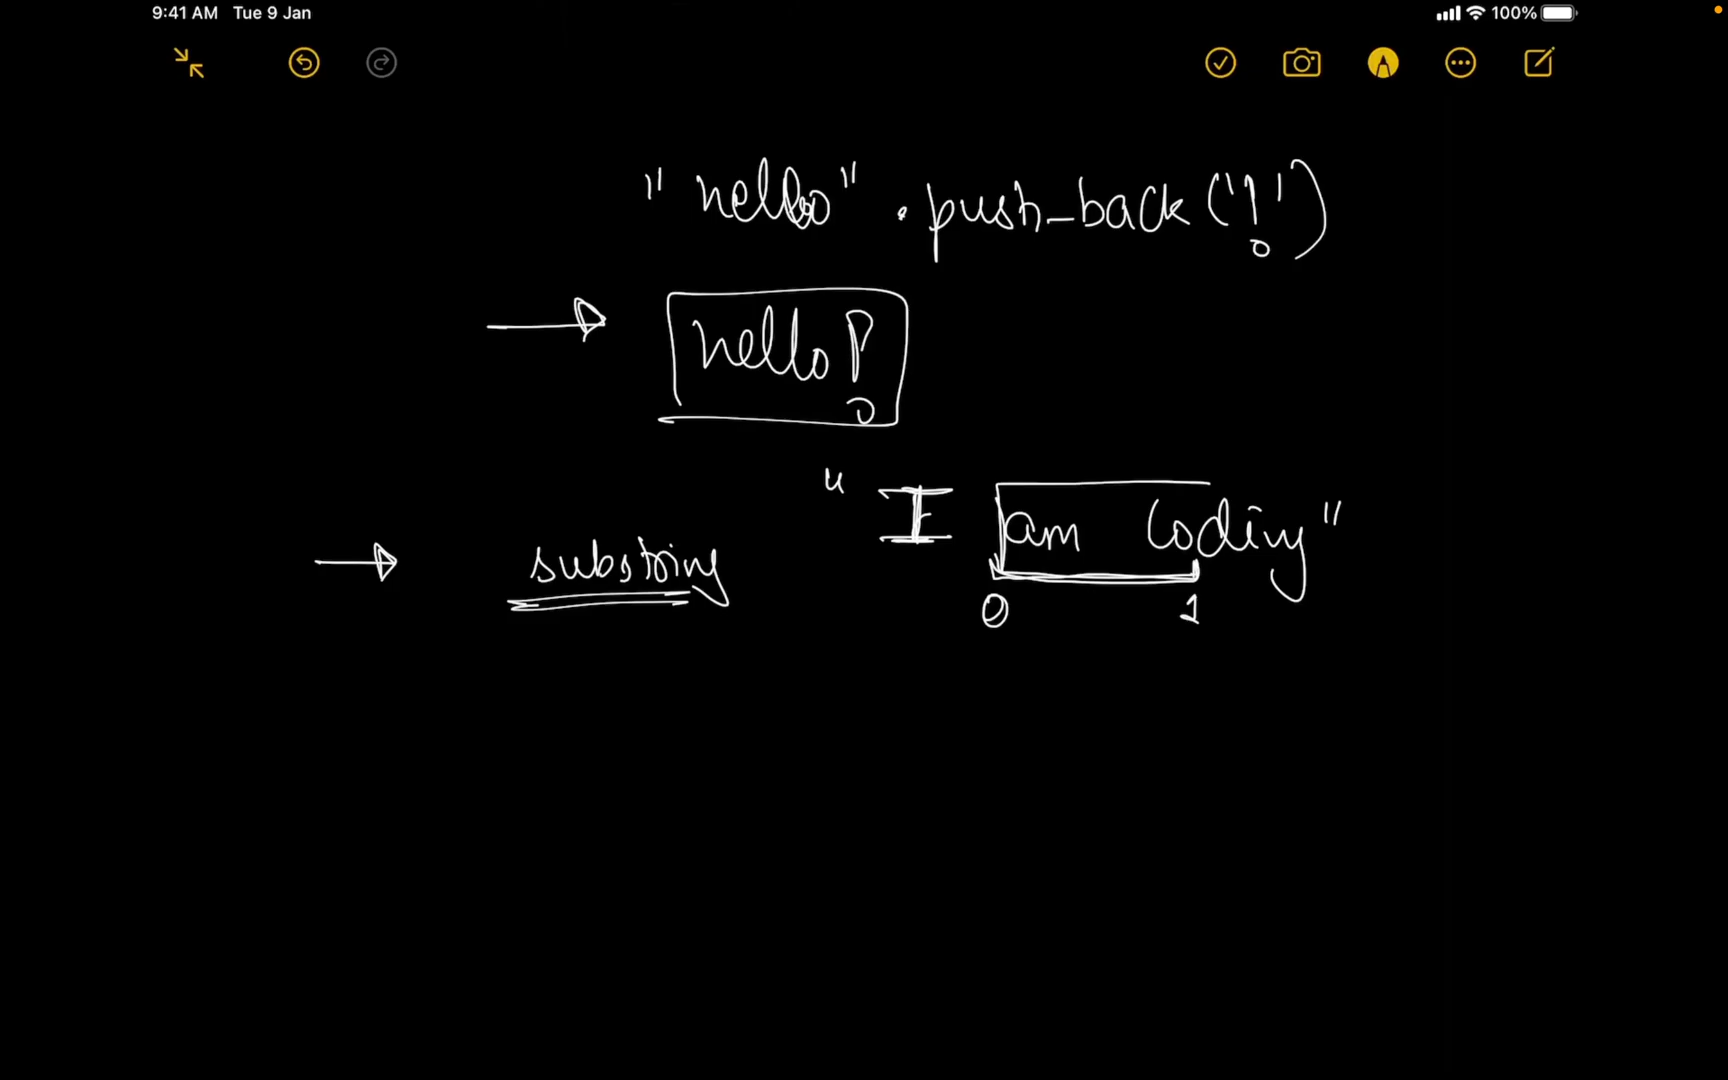 9:41 AM Tue 9 Jan 100%
"hello" .push_back('!')
hello!
"I am Coding"
substring
0 1